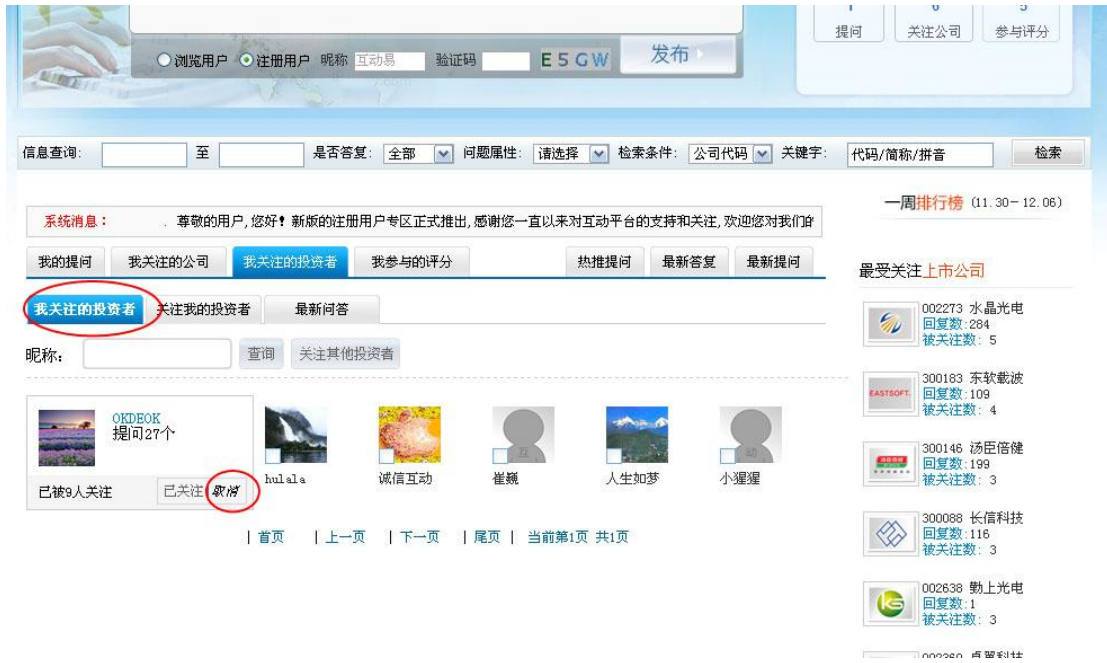 1 6 5
提问 关注公司 参与评分
浏览用户 注册用户 昵称 互动易 验证码 E5GW 发布
信息查询: 至 是否答复: 全部 问题属性: 请选择 检索条件: 公司代码 关键字: 代码/简称/拼音 检索
一周排行榜 (11.30-12.06)
系统消息： . 尊敬的用户,您好！新版的注册用户专区正式推出,感谢您一直以来对互动平台的支持和关注,欢迎您对我们的
我的提问 我关注的公司 我关注的投资者 我参与的评分 热推提问 最新答复 最新提问
最受关注上市公司
我关注的投资者 关注我的投资者 最新问答
昵称： 查询 关注其他投资者
OKDEOK
提问27个
已被9人关注 已关注 取消
hulala 诚信互动 崔巍 人生如梦 小猩猩
| 首页 | 上一页 | 下一页 | 尾页 | 当前第1页 共1页
002273 水晶光电
回复数:284
被关注数: 5
EASTSOFT.
300183 东软载波
回复数:109
被关注数: 4
300146 汤臣倍健
回复数:199
被关注数: 3
300088 长信科技
回复数:116
被关注数: 3
002638 勤上光电
回复数:1
被关注数: 3
002369 卓翼科技